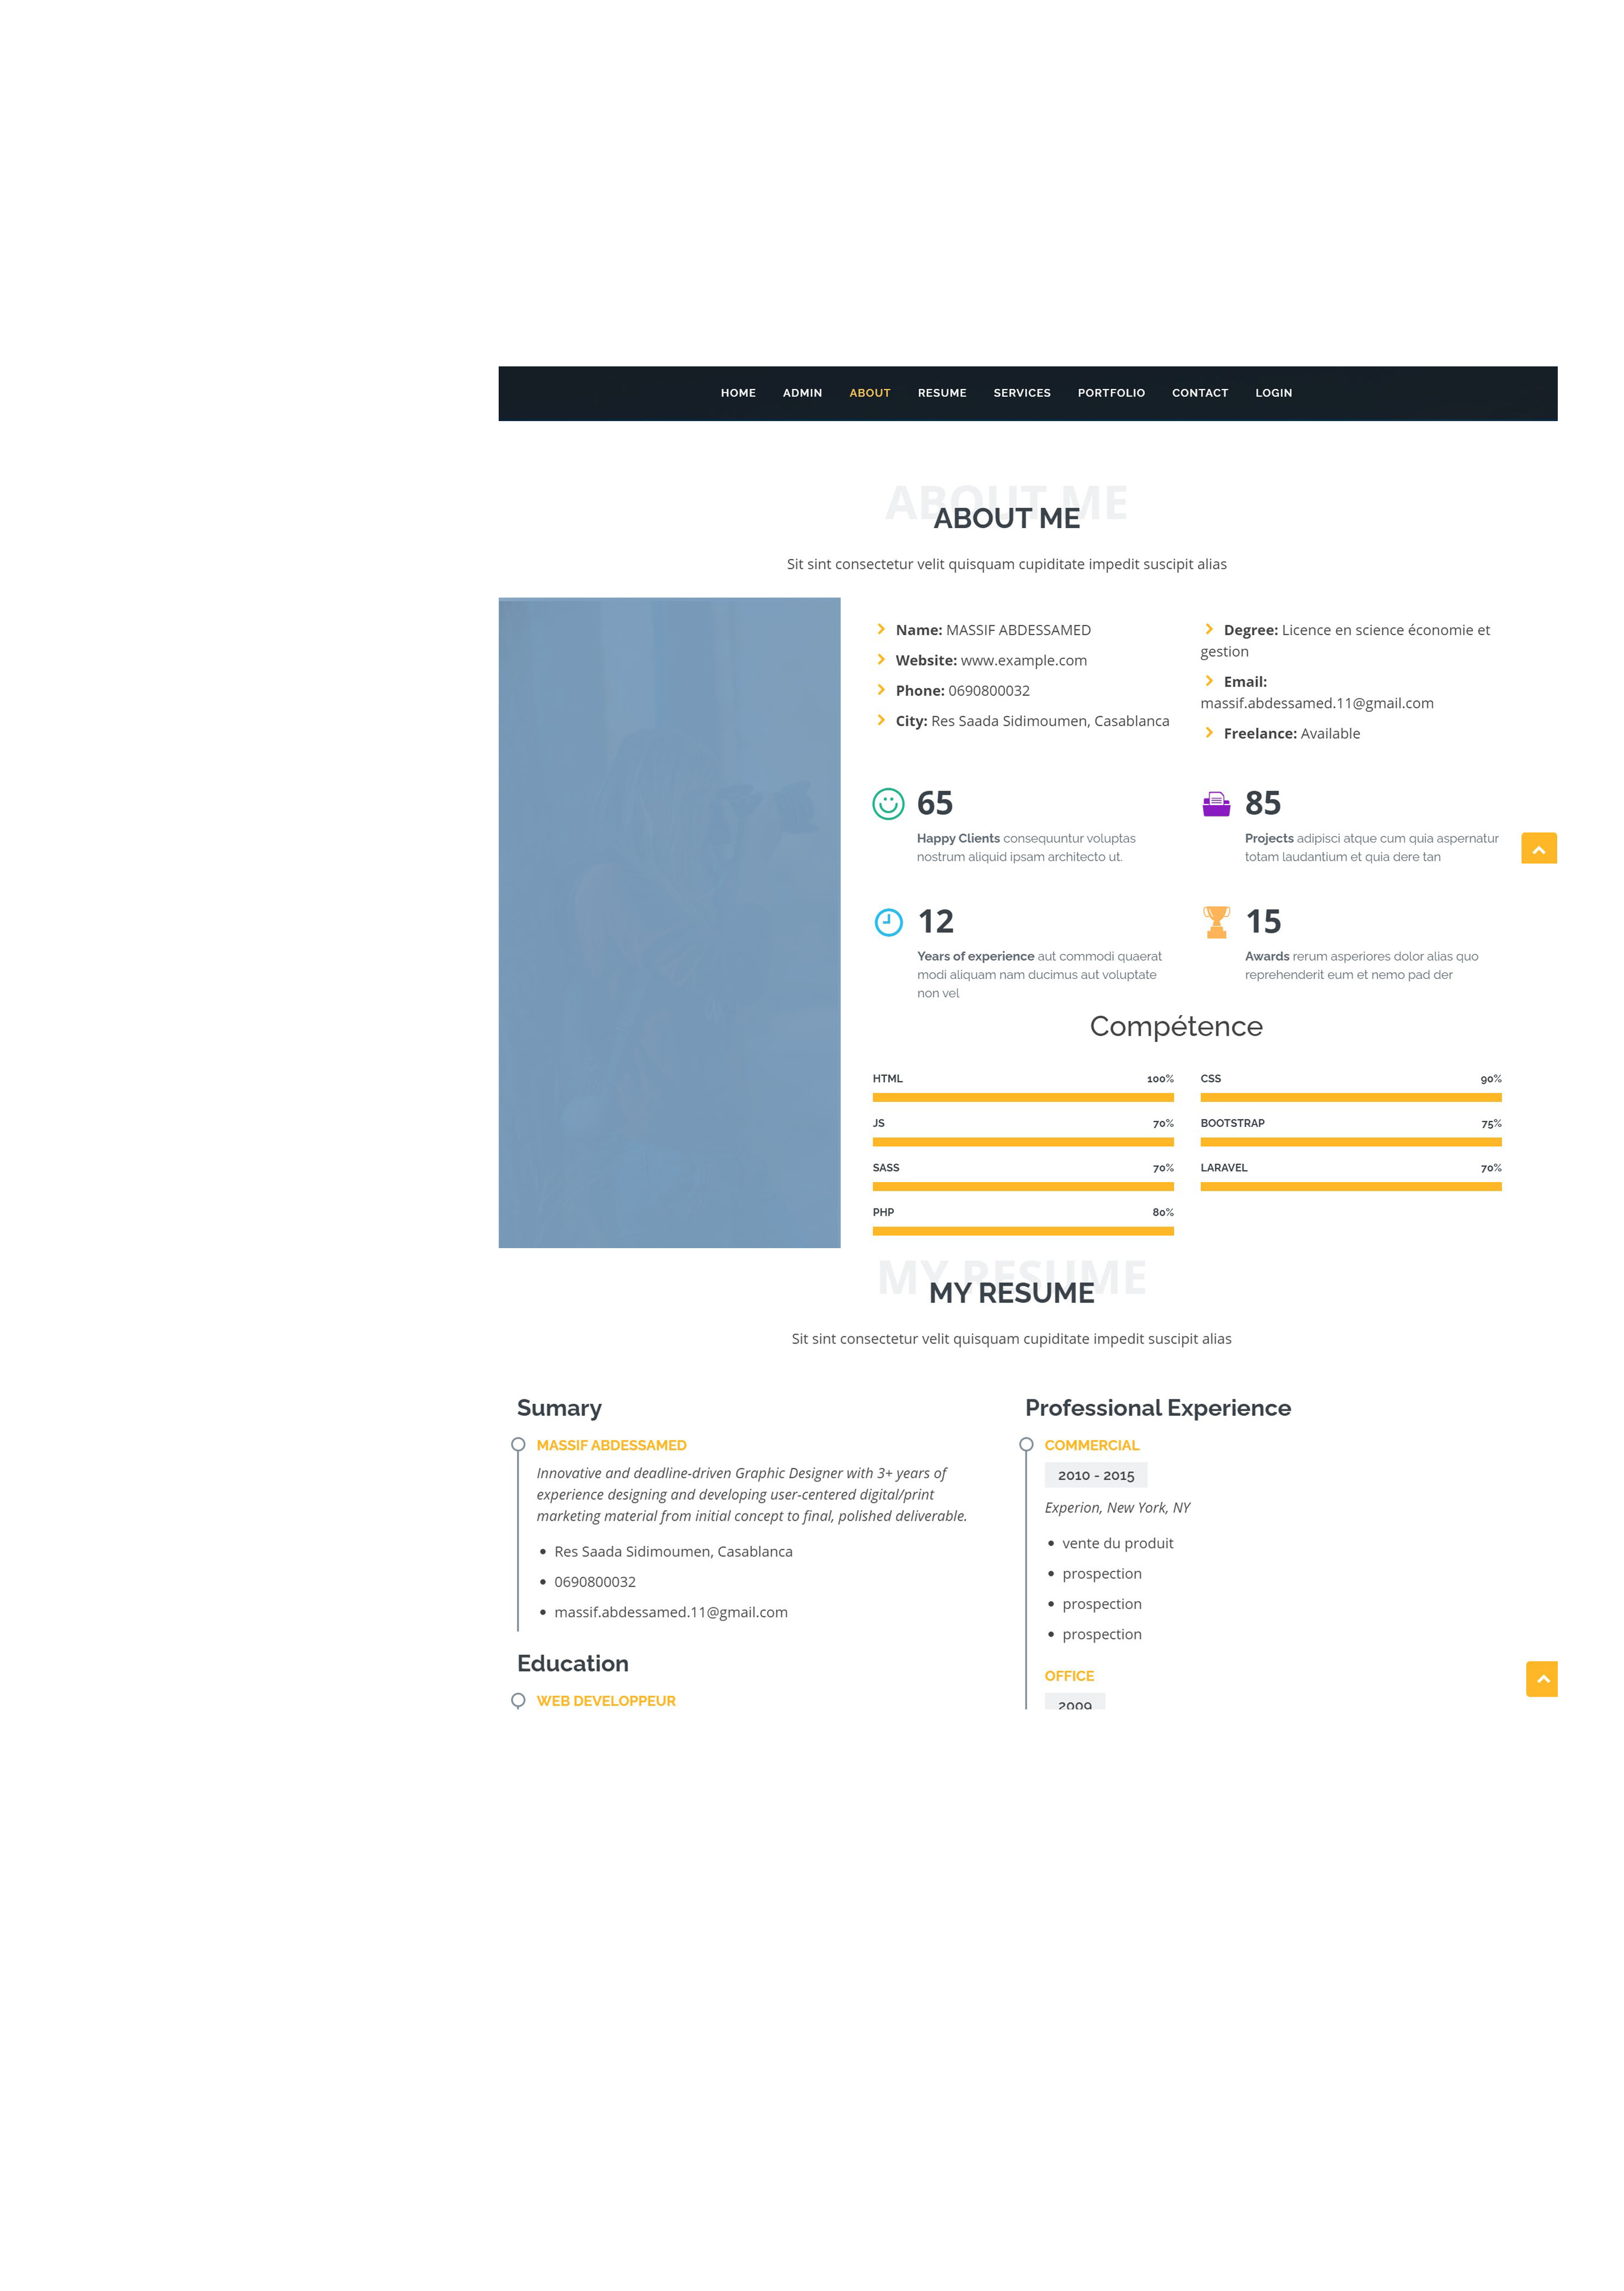 HOME ADMIN ABOUT RESUME SERVICES PORTFOLIO CONTACT LOGIN
ABOUT ME
ABOUT ME
Sit sint consectetur velit quisquam cupiditate impedit suscipit alias
Name: MASSIF ABDESSAMED
Website: www.example.com
Phone: 0690800032
City: Res Saada Sidimoumen, Casablanca
Degree: Licence en science économie et
gestion
Email:
massif.abdessamed.11@gmail.com
Freelance: Available
65
Happy Clients consequuntur voluptas
nostrum aliquid ipsam architecto ut.
85
Projects adipisci atque cum quia aspernatur
totam laudantium et quia dere tan
12
Years of experience aut commodi quaerat
modi aliquam nam ducimus aut voluptate
non vel
15
Awards rerum asperiores dolor alias quo
reprehenderit eum et nemo pad der
Compétence
HTML 100%
CSS 90%
JS 70%
BOOTSTRAP 75%
SASS 70%
LARAVEL 70%
PHP 80%
MY RESUME
MY RESUME
Sit sint consectetur velit quisquam cupiditate impedit suscipit alias
Sumary
MASSIF ABDESSAMED
Innovative and deadline-driven Graphic Designer with 3+ years of
experience designing and developing user-centered digital/print
marketing material from initial concept to final, polished deliverable.
Res Saada Sidimoumen, Casablanca
0690800032
massif.abdessamed.11@gmail.com
Education
WEB DEVELOPPEUR
Professional Experience
COMMERCIAL
2010 - 2015
Experion, New York, NY
vente du produit
prospection
prospection
prospection
OFFICE
2009